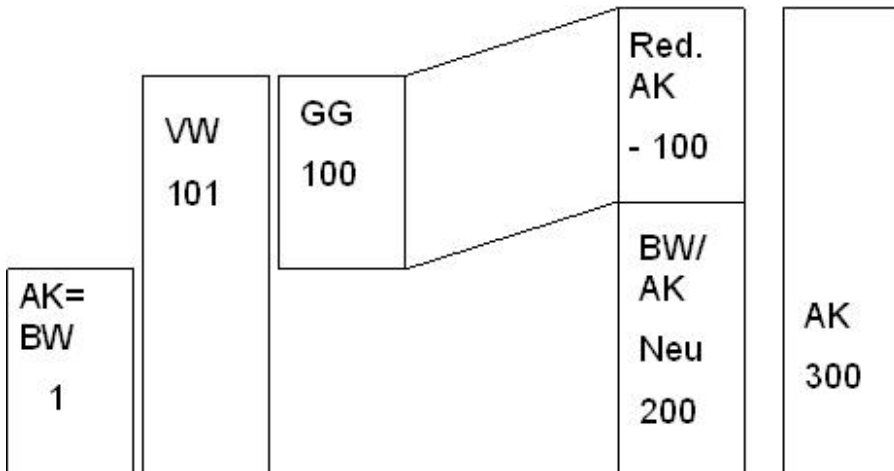 AK=
BW
1
VW
101
GG
100
Red.
AK
- 100
BW/
AK
Neu
200
AK
300